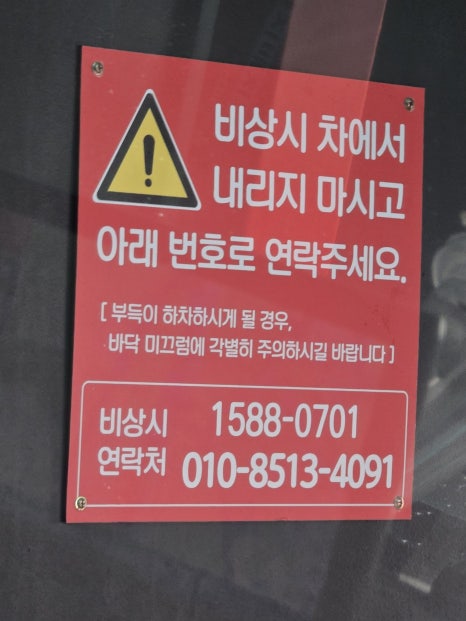 비상시 차에서
내리지 마시고
아래 번호로 연락주세요.
[ 부득이 하차하시게 될 경우,
바닥 미끄럼에 각별히 주의하시길 바랍니다 ]
비상시 1588-0701
연락처 010-8513-4091